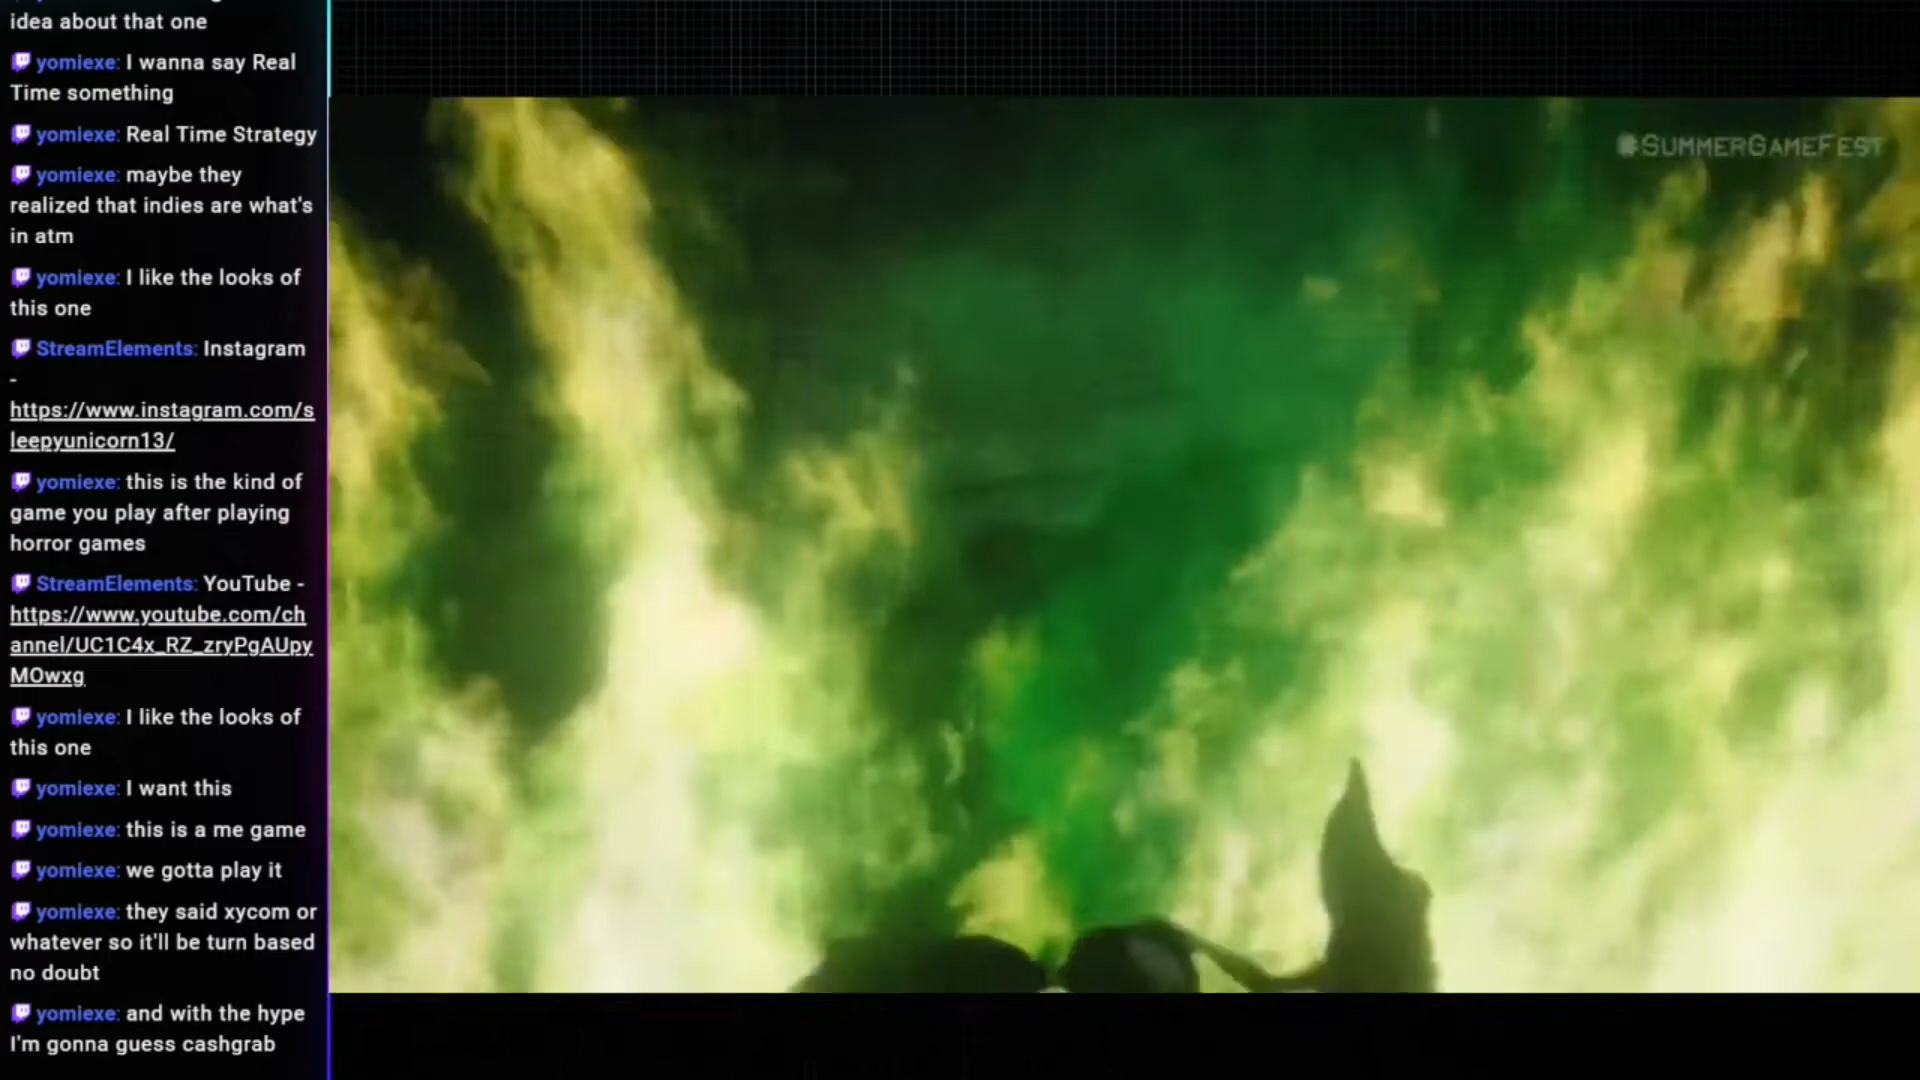 idea about that one
yomiexe: I wanna say Real
Time something
yomiexe: Real Time Strategy
yomiexe: maybe they
realized that indies are what's
in atm
yomiexe: I like the looks of
this one
StreamElements: Instagram
-
https://www.instagram.com/s
leepyunicorn13/
yomiexe: this is the kind of
game you play after playing
horror games
StreamElements: YouTube -
https://www.youtube.com/ch
annel/UC1C4x_RZ_zryPgAUpy
MOwxg
yomiexe: I like the looks of
this one
yomiexe: I want this
yomiexe: this is a me game
yomiexe: we gotta play it
yomiexe: they said xycom or
whatever so it'll be turn based
no doubt
yomiexe: and with the hype
I'm gonna guess cashgrab
#SUMMERGAMEFEST